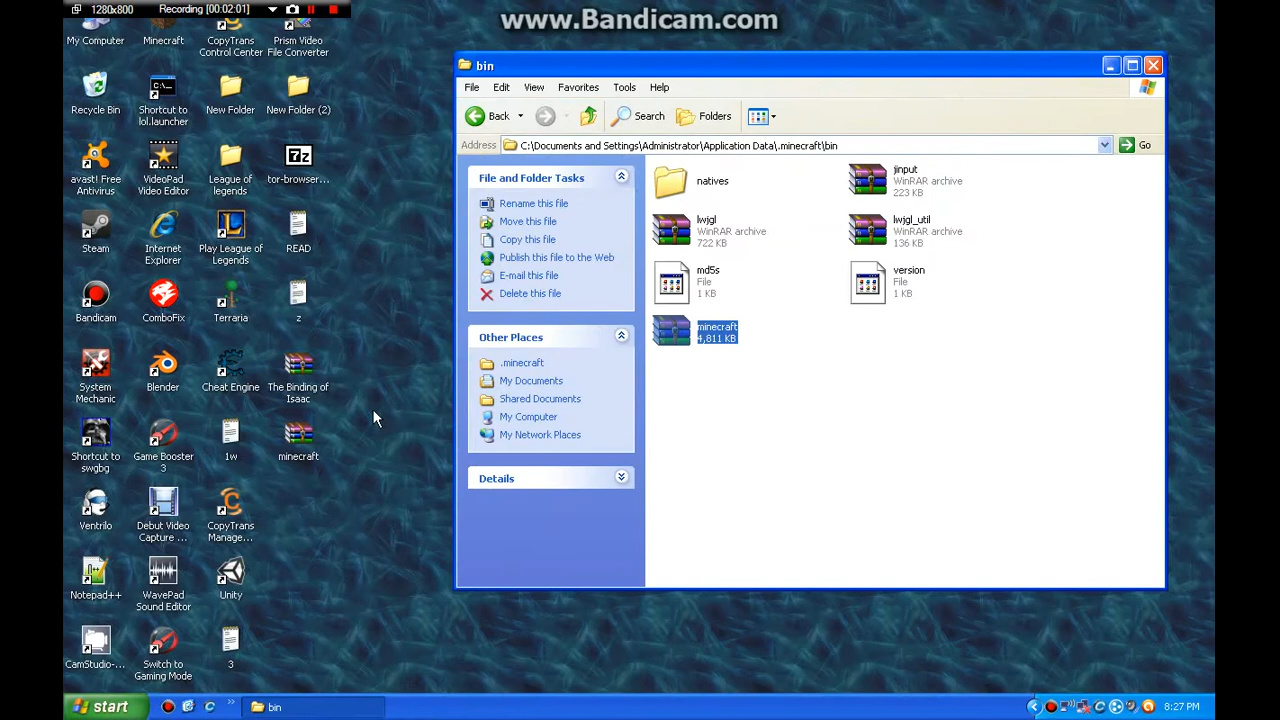 1280x800 Recording [00:02:01]
www.Bandicam.com
My Computer
Minecraft
CopyTrans Control Center
Prism Video File Converter
Recycle Bin
Shortcut to lol.launcher
New Folder
New Folder (2)
avast! Free Antivirus
VideoPad Video Editor
League of legends
7z
tor-browser...
Steam
Internet Explorer
Play League of Legends
READ
Bandicam
ComboFix
Terraria
z
System Mechanic
Blender
Cheat Engine
The Binding of Isaac
Shortcut to swgbg
Game Booster 3
1w
minecraft
Ventrilo
Debut Video Capture ...
CopyTrans Manage...
Notepad++
WavePad Sound Editor
Unity
CamStudio-...
Switch to Gaming Mode
3
bin
File Edit View Favorites Tools Help
Back Search Folders
Address C:\Documents and Settings\Administrator\Application Data\.minecraft\bin Go
File and Folder Tasks
Rename this file
Move this file
Copy this file
Publish this file to the Web
E-mail this file
Delete this file
Other Places
.minecraft
My Documents
Shared Documents
My Computer
My Network Places
Details
natives
jinput
WinRAR archive
223 KB
lwjgl
WinRAR archive
722 KB
lwjgl_util
WinRAR archive
136 KB
md5s
File
1 KB
version
File
1 KB
minecraft
4,811 KB
start
bin
8:27 PM